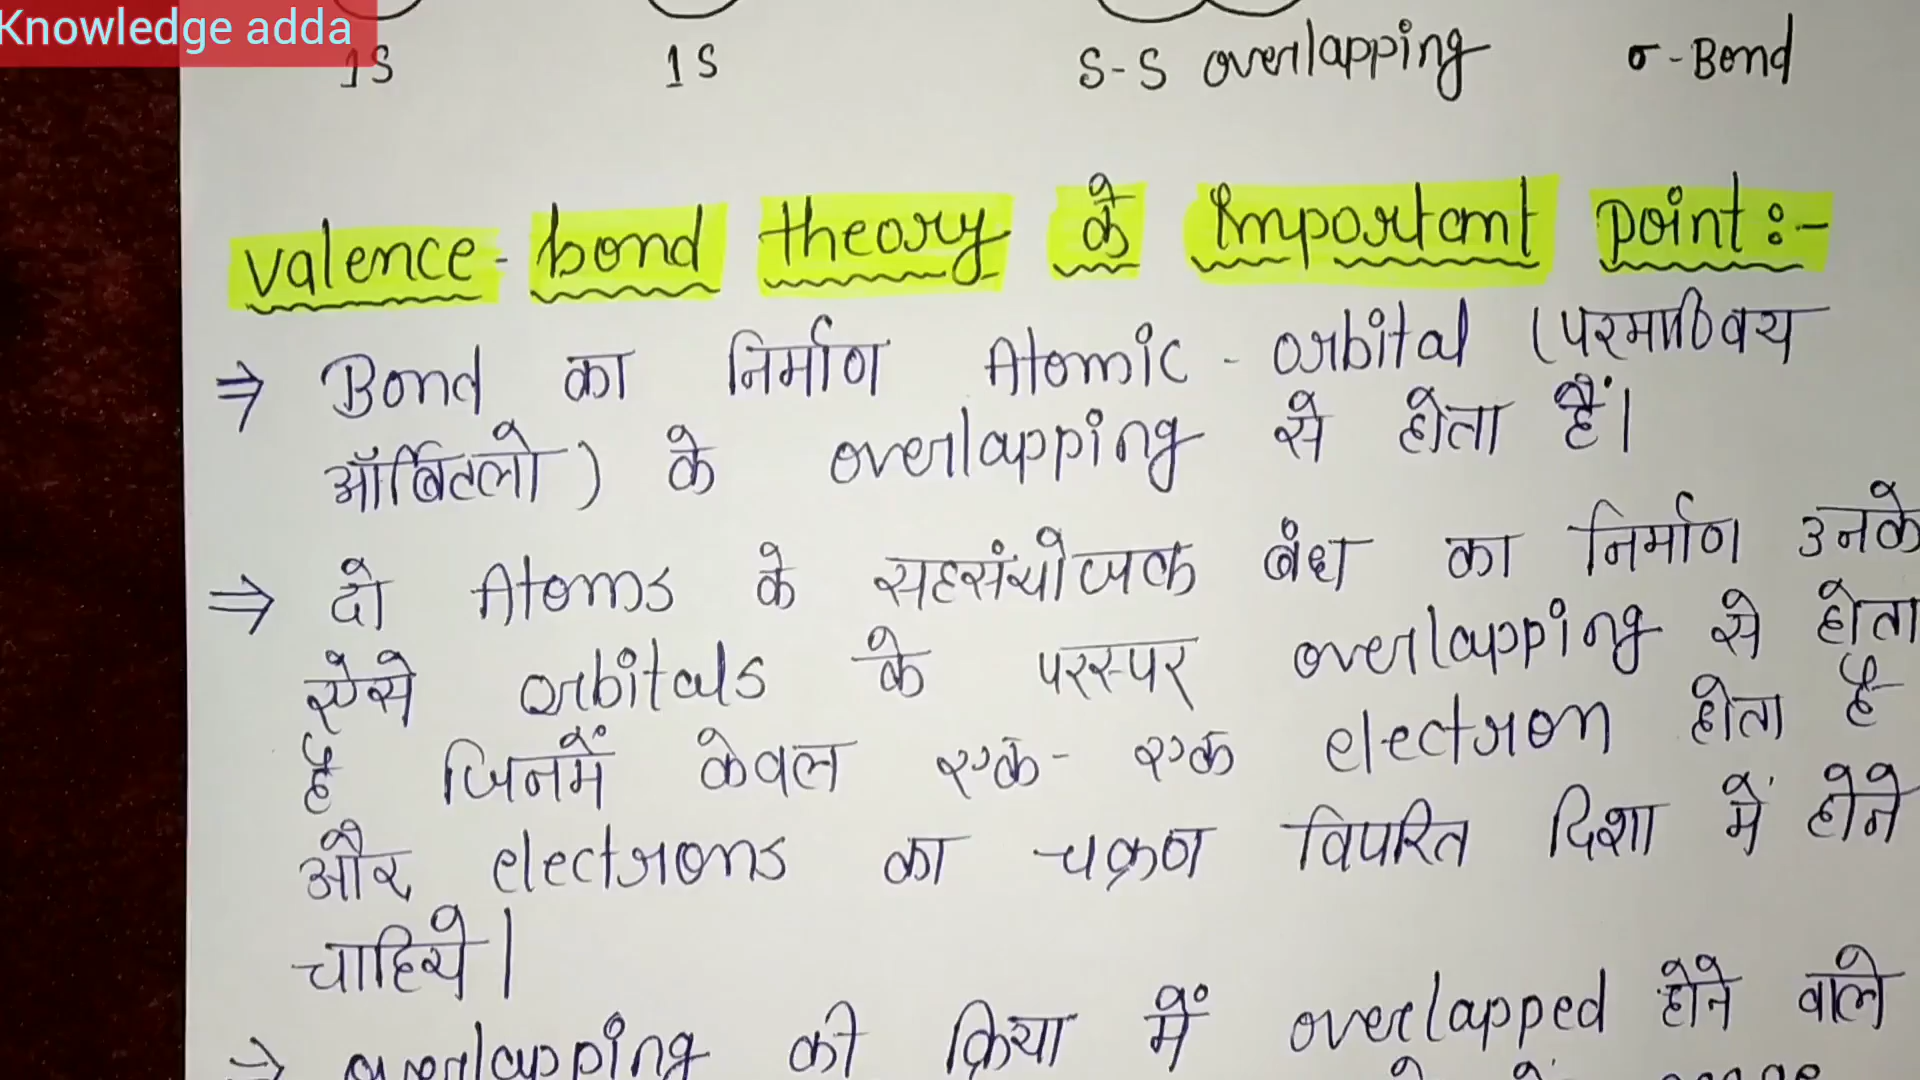 Knowledge adda
1S 1S S-S overlapping σ-Bond
valence-bond theory के Important point:-
⇒ Bond का निर्माण Atomic-orbital (परमाण्विय
ऑर्बिटलो) के overlapping से होता हैं।
⇒ दो Atoms के सहसंयोजक बंध का निर्माण उनके
ऐसे orbitals के परस्पर overlapping से होता
है जिनमें केवल एक-एक electron होता है
और electrons का चक्रण विपरित दिशा में होने
चाहिये।
⇒ overlapping की क्रिया में overlapped होने वाले